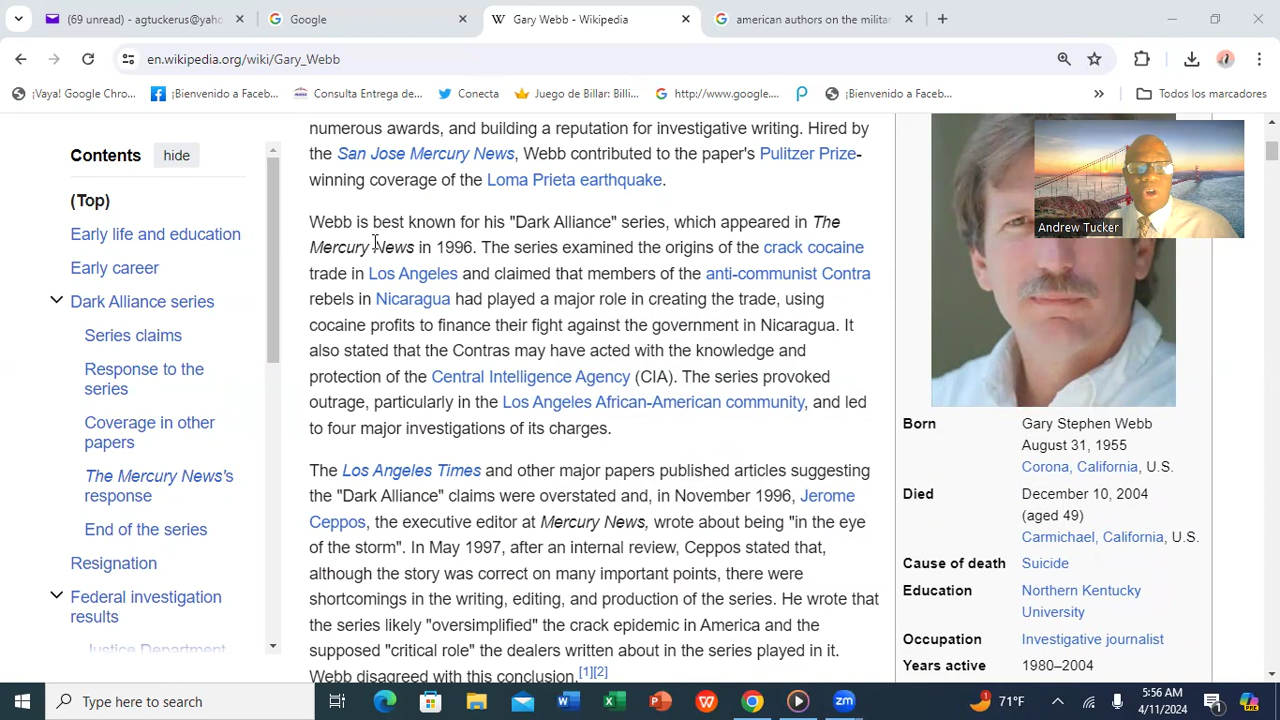 (69 unread) - agtuckerus@yaho
Google
Gary Webb - Wikipedia
american authors on the militar
en.wikipedia.org/wiki/Gary_Webb
¡Vaya! Google Chro...
¡Bienvenido a Faceb...
Consulta Entrega de...
Conecta
Juego de Billar: Billi...
http://www.google....
¡Bienvenido a Faceb...
»
Todos los marcadores
Contents hide
(Top)
Early life and education
Early career
Dark Alliance series
Series claims
Response to the
series
Coverage in other
papers
The Mercury News's
response
End of the series
Resignation
Federal investigation
results
Justice Department
numerous awards, and building a reputation for investigative writing. Hired by
the San Jose Mercury News, Webb contributed to the paper's Pulitzer Prize-
winning coverage of the Loma Prieta earthquake.
Webb is best known for his "Dark Alliance" series, which appeared in The
Mercury News in 1996. The series examined the origins of the crack cocaine
trade in Los Angeles and claimed that members of the anti-communist Contra
rebels in Nicaragua had played a major role in creating the trade, using
cocaine profits to finance their fight against the government in Nicaragua. It
also stated that the Contras may have acted with the knowledge and
protection of the Central Intelligence Agency (CIA). The series provoked
outrage, particularly in the Los Angeles African-American community, and led
to four major investigations of its charges.
The Los Angeles Times and other major papers published articles suggesting
the "Dark Alliance" claims were overstated and, in November 1996, Jerome
Ceppos, the executive editor at Mercury News, wrote about being "in the eye
of the storm". In May 1997, after an internal review, Ceppos stated that,
although the story was correct on many important points, there were
shortcomings in the writing, editing, and production of the series. He wrote that
the series likely "oversimplified" the crack epidemic in America and the
supposed "critical role" the dealers written about in the series played in it.
Webb disagreed with this conclusion.[1][2]
Andrew Tucker
Born Gary Stephen Webb
August 31, 1955
Corona, California, U.S.
Died December 10, 2004
(aged 49)
Carmichael, California, U.S.
Cause of death Suicide
Education Northern Kentucky
University
Occupation Investigative journalist
Years active 1980–2004
Type here to search
71°F
5:56 AM
4/11/2024